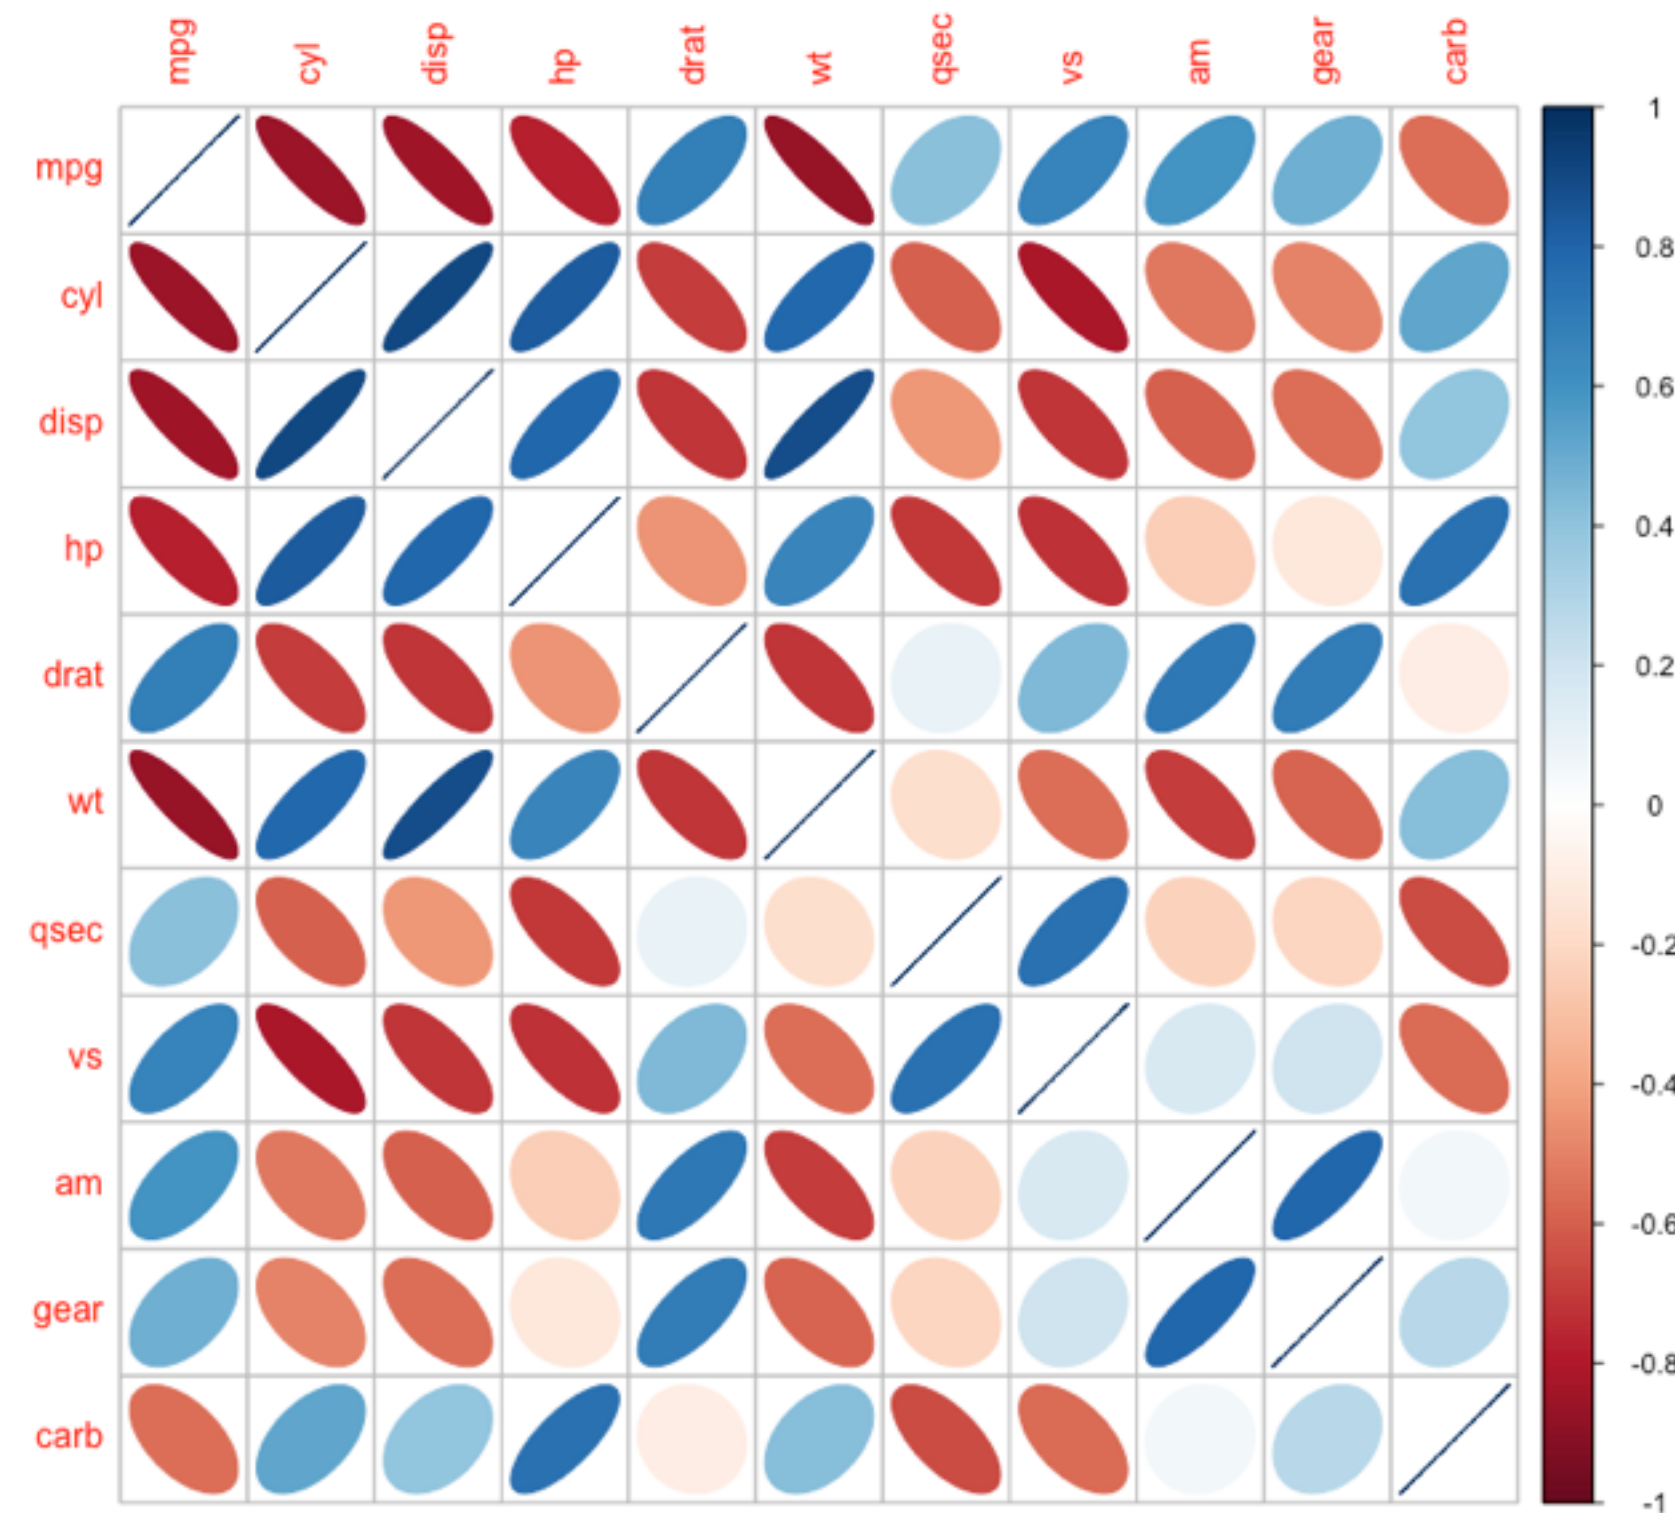 mpg cyl disp hp drat wt qsec vs am gear carb
mpg
cyl
disp
hp
drat
wt
qsec
vs
am
gear
carb
1
0.8
0.6
0.4
0.2
0
-0.2
-0.4
-0.6
-0.8
-1